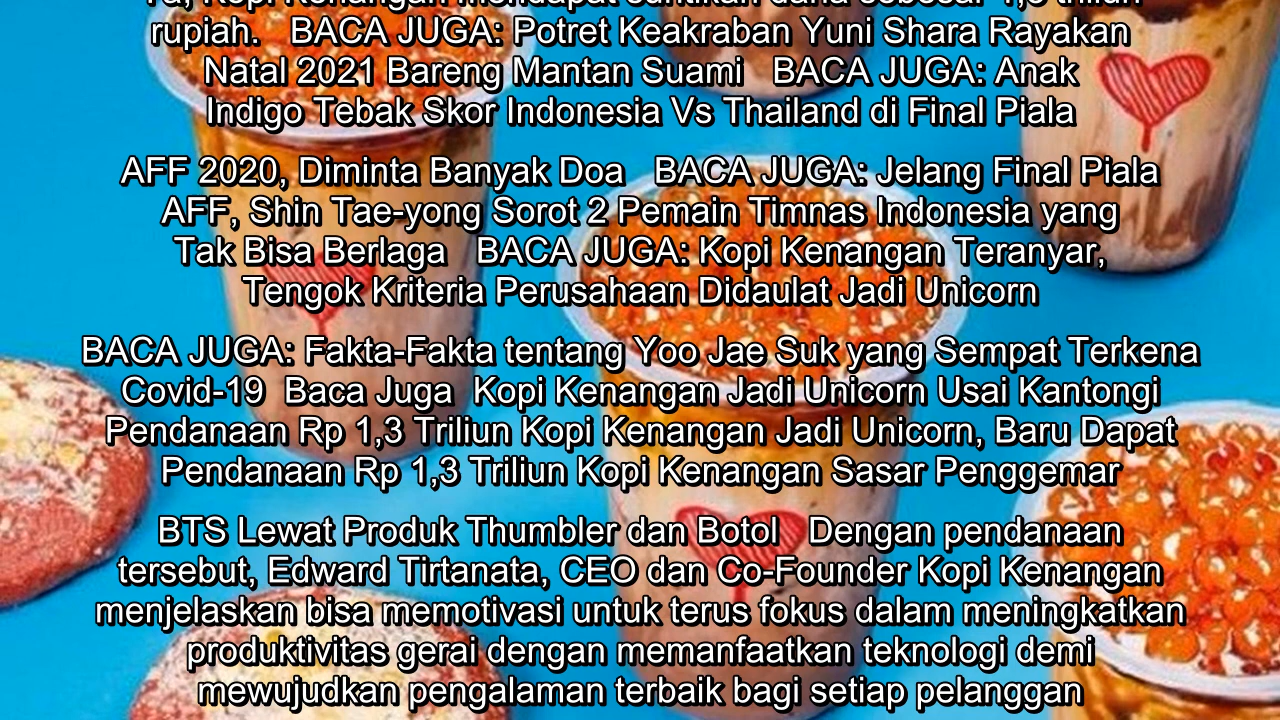 rupiah.   BACA JUGA: Potret Keakraban Yuni Shara Rayakan
Natal 2021 Bareng Mantan Suami   BACA JUGA: Anak
Indigo Tebak Skor Indonesia Vs Thailand di Final Piala
AFF 2020, Diminta Banyak Doa   BACA JUGA: Jelang Final Piala
AFF, Shin Tae-yong Sorot 2 Pemain Timnas Indonesia yang
Tak Bisa Berlaga   BACA JUGA: Kopi Kenangan Teranyar,
Tengok Kriteria Perusahaan Didaulat Jadi Unicorn
BACA JUGA: Fakta-Fakta tentang Yoo Jae Suk yang Sempat Terkena
Covid-19  Baca Juga  Kopi Kenangan Jadi Unicorn Usai Kantongi
Pendanaan Rp 1,3 Triliun Kopi Kenangan Jadi Unicorn, Baru Dapat
Pendanaan Rp 1,3 Triliun Kopi Kenangan Sasar Penggemar
BTS Lewat Produk Thumbler dan Botol   Dengan pendanaan
tersebut, Edward Tirtanata, CEO dan Co-Founder Kopi Kenangan
menjelaskan bisa memotivasi untuk terus fokus dalam meningkatkan
produktivitas gerai dengan memanfaatkan teknologi demi
mewujudkan pengalaman terbaik bagi setiap pelanggan